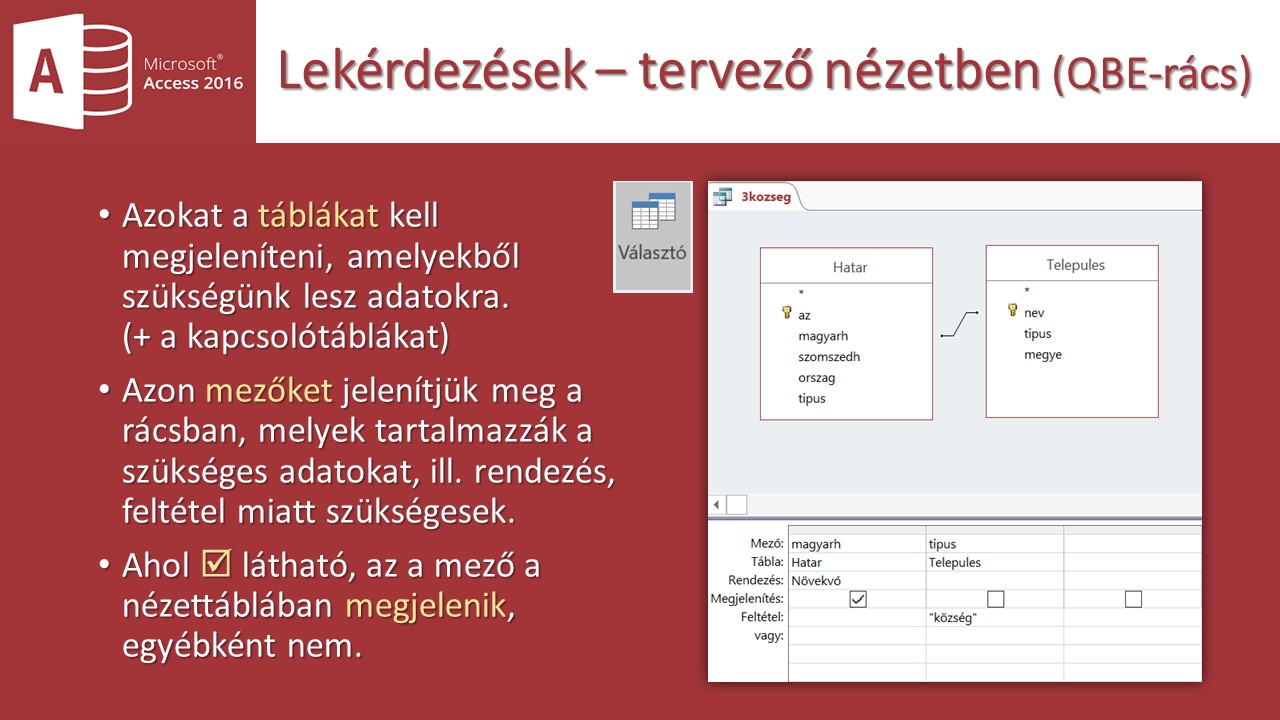 A
Microsoft®
Access 2016
Lekérdezések – tervező nézetben (QBE-rács)
• Azokat a táblákat kell
megjeleníteni, amelyekből
szükségünk lesz adatokra.
(+ a kapcsolótáblákat)
• Azon mezőket jelenítjük meg a
rácsban, melyek tartalmazzák a
szükséges adatokat, ill. rendezés,
feltétel miatt szükségesek.
• Ahol ☑ látható, az a mező a
nézettáblában megjelenik,
egyébként nem.
Választó
3kozseg
Hatar
*
az
magyarh
szomszedh
orszag
tipus
Telepules
*
nev
tipus
megye
Mező: magyarh tipus
Tábla: Hatar Telepules
Rendezés: Növekvő
Megjelenítés: ☑ ☐ ☐
Feltétel: "község"
vagy: